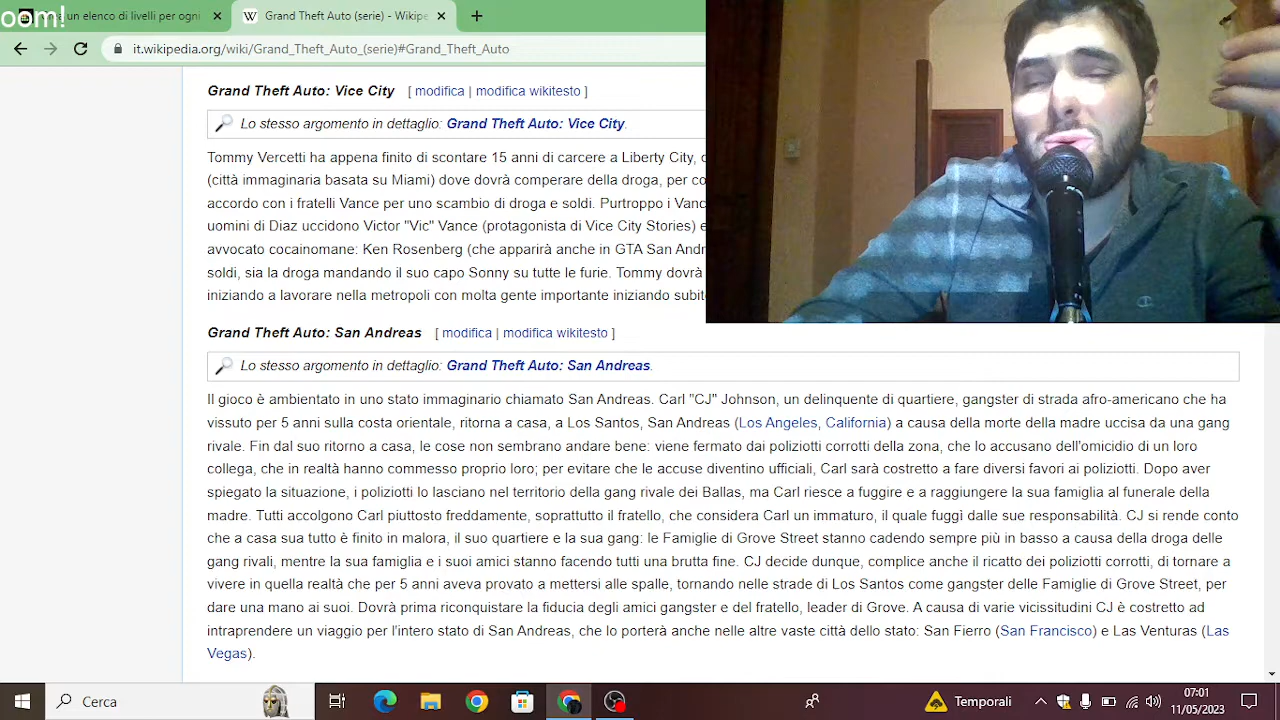 oom!
un elenco di livelli per ogni
Grand Theft Auto (serie) - Wikipe
it.wikipedia.org/wiki/Grand_Theft_Auto_(serie)#Grand_Theft_Auto
Grand Theft Auto: Vice City [ modifica | modifica wikitesto ]
Lo stesso argomento in dettaglio: Grand Theft Auto: Vice City.
Tommy Vercetti ha appena finito di scontare 15 anni di carcere a Liberty City,
(città immaginaria basata su Miami) dove dovrà comperare della droga, per co
accordo con i fratelli Vance per uno scambio di droga e soldi. Purtroppo i Vanc
uomini di Diaz uccidono Victor "Vic" Vance (protagonista di Vice City Stories) e
avvocato cocainomane: Ken Rosenberg (che apparirà anche in GTA San Andr
soldi, sia la droga mandando il suo capo Sonny su tutte le furie. Tommy dovrà
iniziando a lavorare nella metropoli con molta gente importante iniziando subit
Grand Theft Auto: San Andreas [ modifica | modifica wikitesto ]
Lo stesso argomento in dettaglio: Grand Theft Auto: San Andreas.
Il gioco è ambientato in uno stato immaginario chiamato San Andreas. Carl "CJ" Johnson, un delinquente di quartiere, gangster di strada afro-americano che ha
vissuto per 5 anni sulla costa orientale, ritorna a casa, a Los Santos, San Andreas (Los Angeles, California) a causa della morte della madre uccisa da una gang
rivale. Fin dal suo ritorno a casa, le cose non sembrano andare bene: viene fermato dai poliziotti corrotti della zona, che lo accusano dell'omicidio di un loro
collega, che in realtà hanno commesso proprio loro; per evitare che le accuse diventino ufficiali, Carl sarà costretto a fare diversi favori ai poliziotti. Dopo aver
spiegato la situazione, i poliziotti lo lasciano nel territorio della gang rivale dei Ballas, ma Carl riesce a fuggire e a raggiungere la sua famiglia al funerale della
madre. Tutti accolgono Carl piuttosto freddamente, soprattutto il fratello, che considera Carl un immaturo, il quale fuggì dalle sue responsabilità. CJ si rende conto
che a casa sua tutto è finito in malora, il suo quartiere e la sua gang: le Famiglie di Grove Street stanno cadendo sempre più in basso a causa della droga delle
gang rivali, mentre la sua famiglia e i suoi amici stanno facendo tutti una brutta fine. CJ decide dunque, complice anche il ricatto dei poliziotti corrotti, di tornare a
vivere in quella realtà che per 5 anni aveva provato a mettersi alle spalle, tornando nelle strade di Los Santos come gangster delle Famiglie di Grove Street, per
dare una mano ai suoi. Dovrà prima riconquistare la fiducia degli amici gangster e del fratello, leader di Grove. A causa di varie vicissitudini CJ è costretto ad
intraprendere un viaggio per l'intero stato di San Andreas, che lo porterà anche nelle altre vaste città dello stato: San Fierro (San Francisco) e Las Venturas (Las
Vegas).
Cerca
Temporali
07:01
11/05/2023